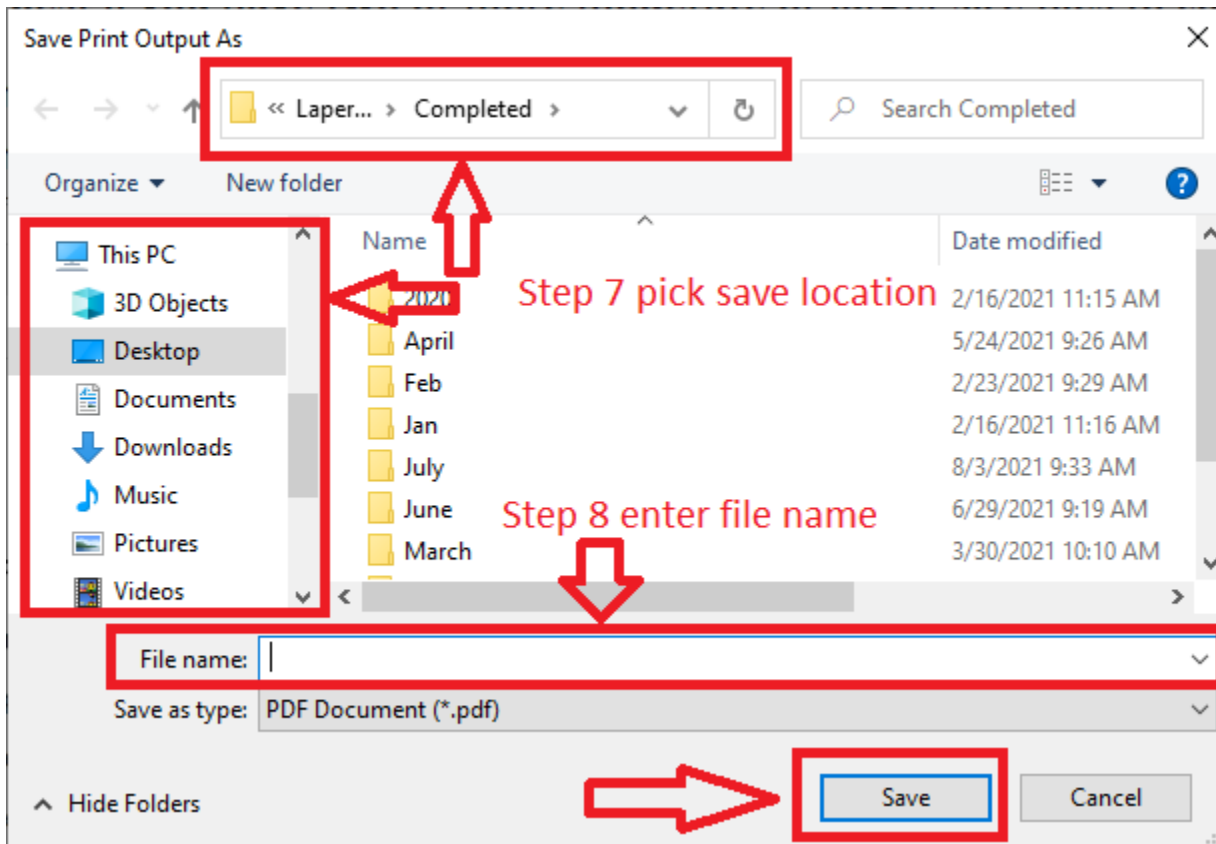 Save Print Output As
« Laper... > Completed >
Search Completed
Organize
New folder
?
Name
Date modified
This PC
3D Objects
Desktop
Documents
Downloads
Music
Pictures
Videos
Step 7 pick save location
2020 2/16/2021 11:15 AM
April 5/24/2021 9:26 AM
Feb 2/23/2021 9:29 AM
Jan 2/16/2021 11:16 AM
July 8/3/2021 9:33 AM
June 6/29/2021 9:19 AM
Step 8 enter file name
March 3/30/2021 10:10 AM
File name:
Save as type: PDF Document (*.pdf)
Hide Folders
Save
Cancel